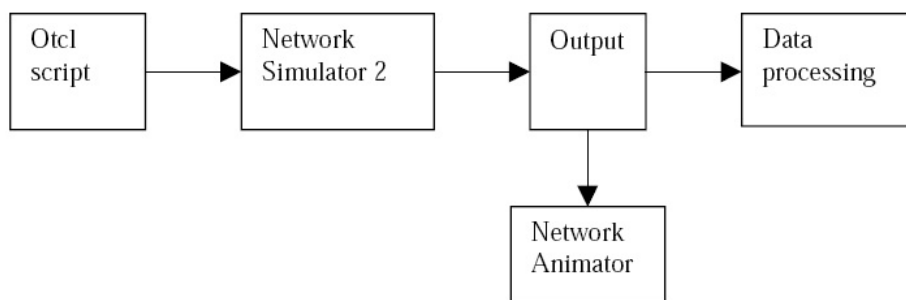 Otcl
script
Network
Simulator 2
Output
Data
processing
Network
Animator